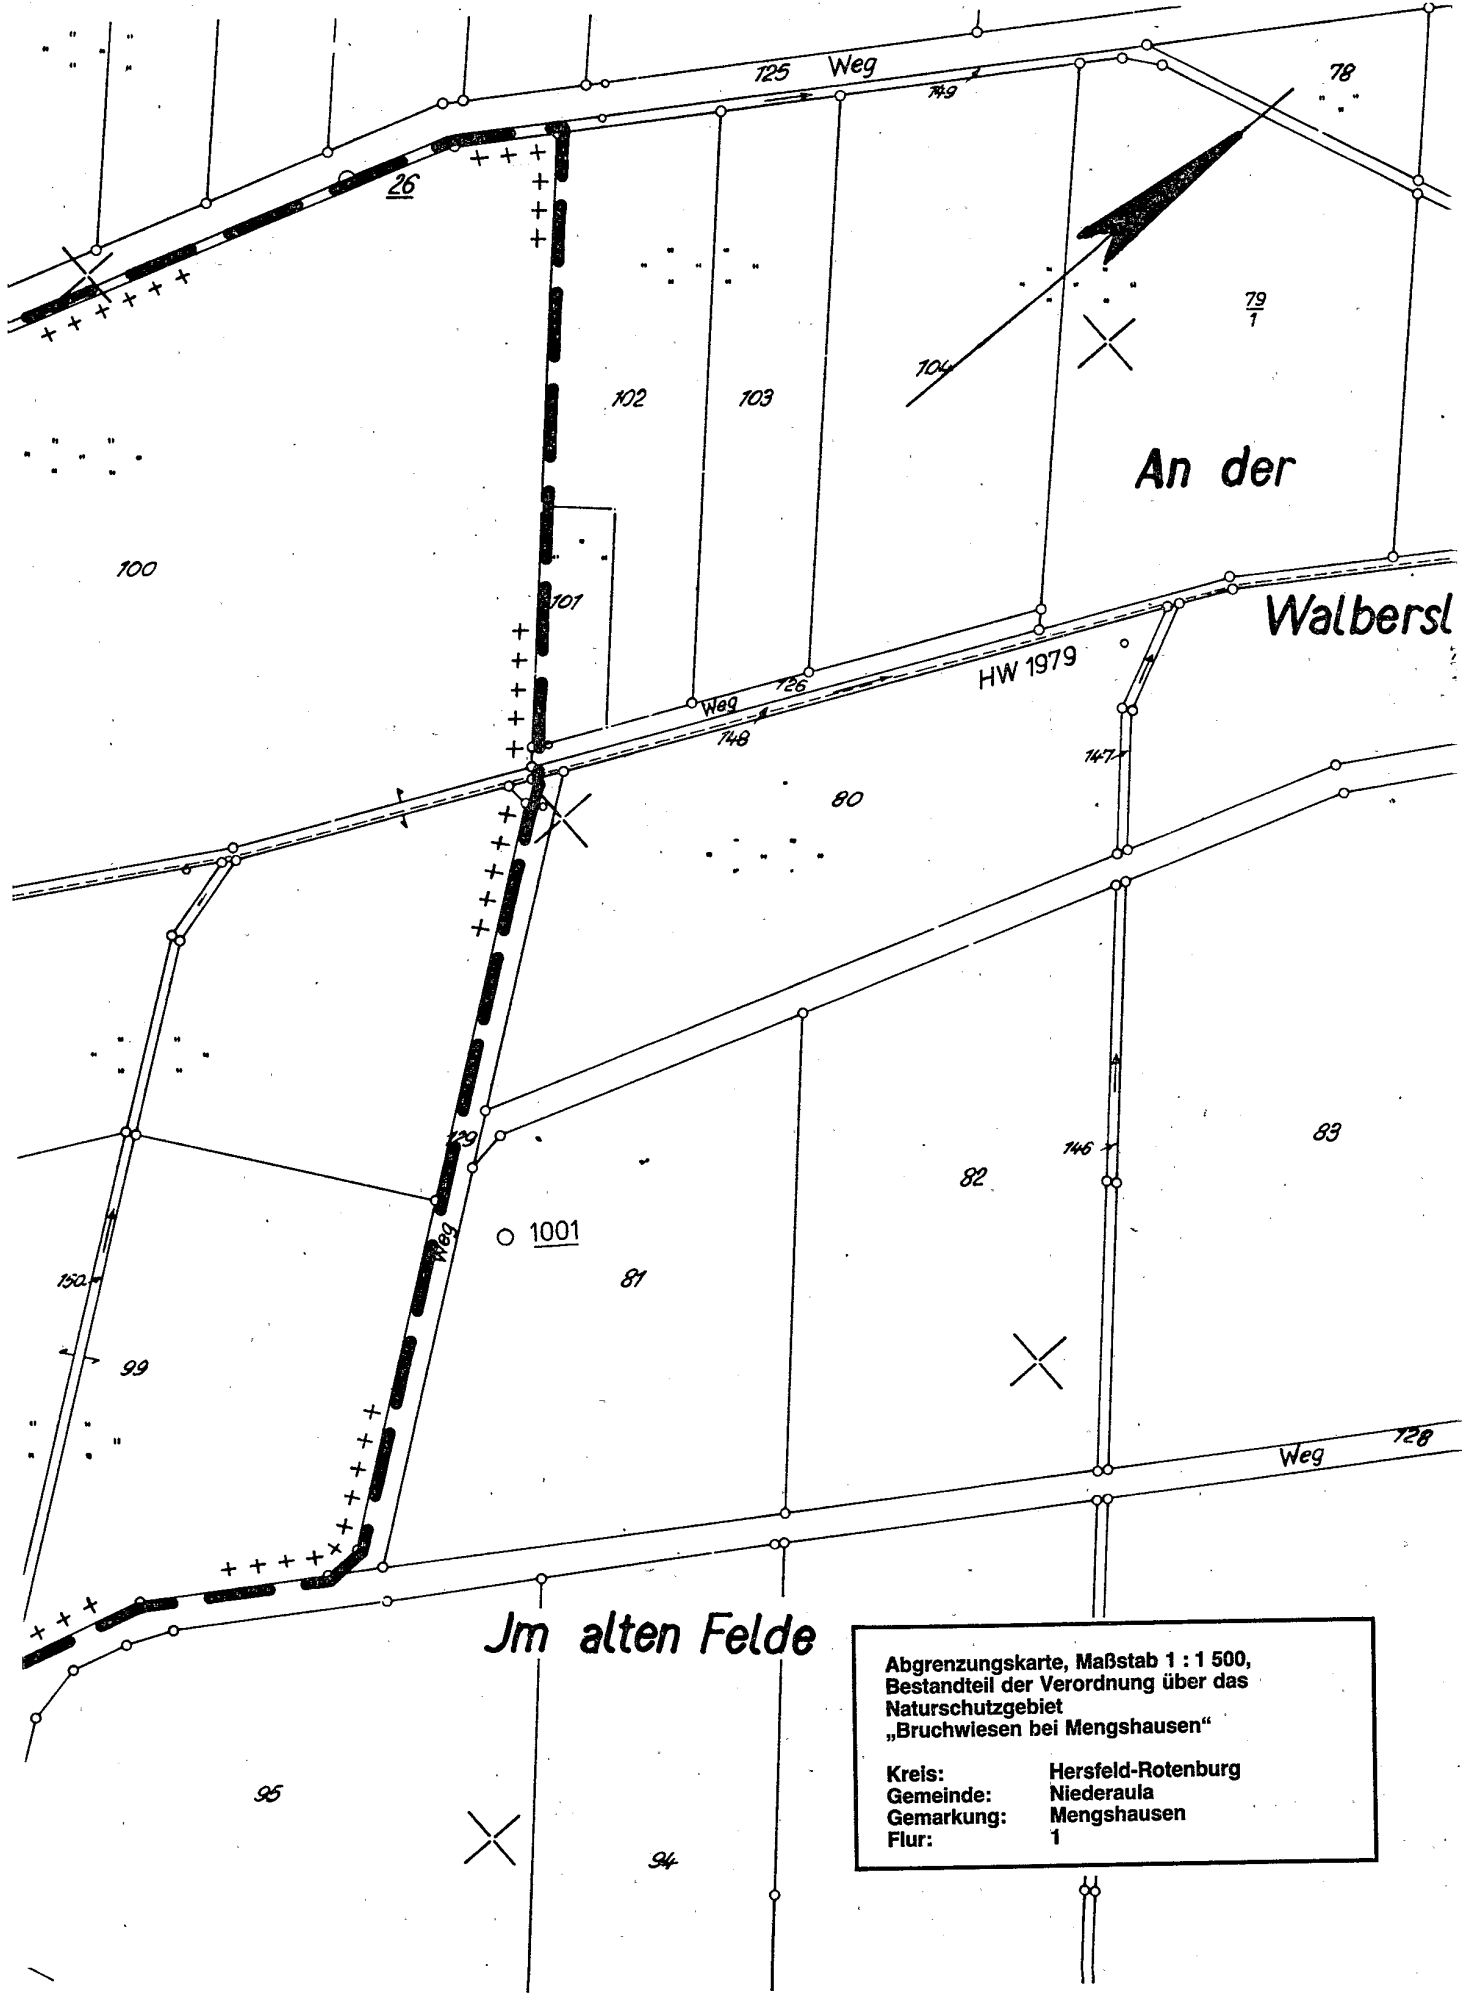 125 Weg
149
78
26
79
1
102
103
104
An der
100
101
Walbersl
126
Weg
HW 1979
148
147
80
129
146
83
82
Weg
1001
81
150
99
128
Weg
Jm alten Felde
Abgrenzungskarte, Maßstab 1 : 1 500,
Bestandteil der Verordnung über das
Naturschutzgebiet
„Bruchwiesen bei Mengshausen“
Kreis: Hersfeld-Rotenburg
Gemeinde: Niederaula
Gemarkung: Mengshausen
Flur: 1
95
94